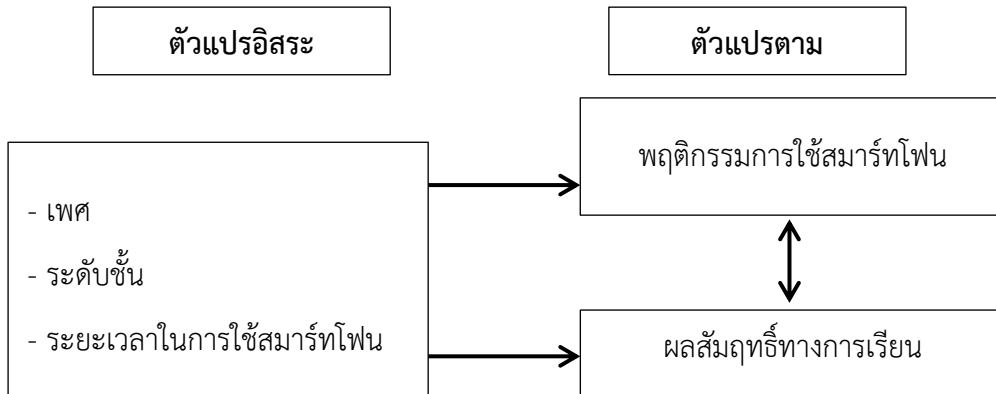 ตัวแปรอิสระ
ตัวแปรตาม
- เพศ
- ระดับชั้น
- ระยะเวลาในการใช้สมาร์ทโฟน
พฤติกรรมการใช้สมาร์ทโฟน
ผลสัมฤทธิ์ทางการเรียน